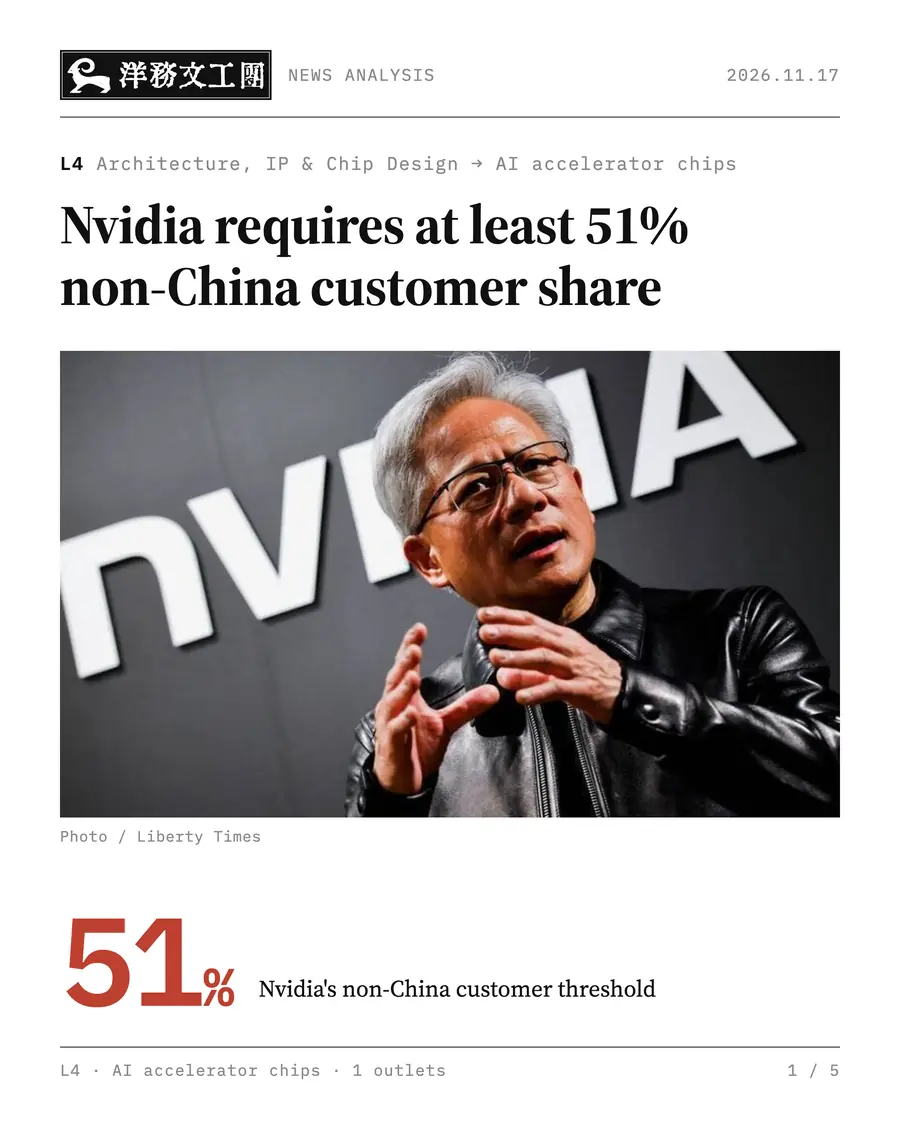 洋務文工團 NEWS ANALYSIS 2026.11.17
L4 Architecture, IP & Chip Design → AI accelerator chips
Nvidia requires at least 51%
non-China customer share
NVIDIA
Photo / Liberty Times
51% Nvidia's non-China customer threshold
L4 · AI accelerator chips · 1 outlets 1 / 5